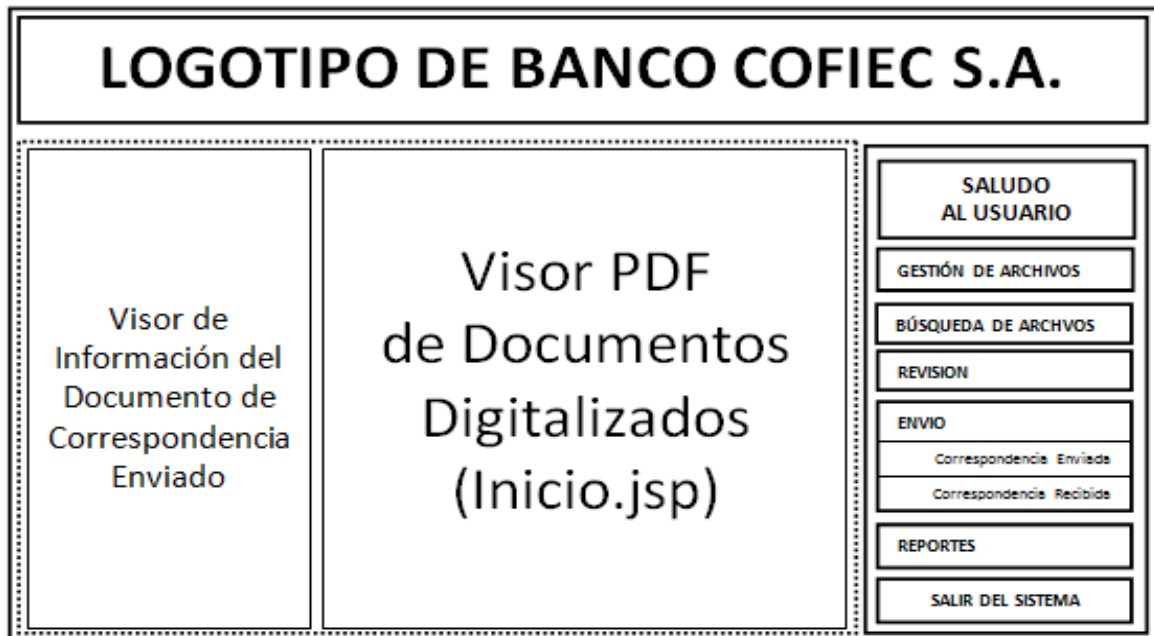 LOGOTIPO DE BANCO COFIEC S.A.
Visor de
Información del
Documento de
Correspondencia
Enviado
Visor PDF
de Documentos
Digitalizados
(Inicio.jsp)
SALUDO
AL USUARIO
GESTIÓN DE ARCHIVOS
BÚSQUEDA DE ARCHVOS
REVISION
ENVIO
Correspondencia Enviada
Correspondencia Recibida
REPORTES
SALIR DEL SISTEMA